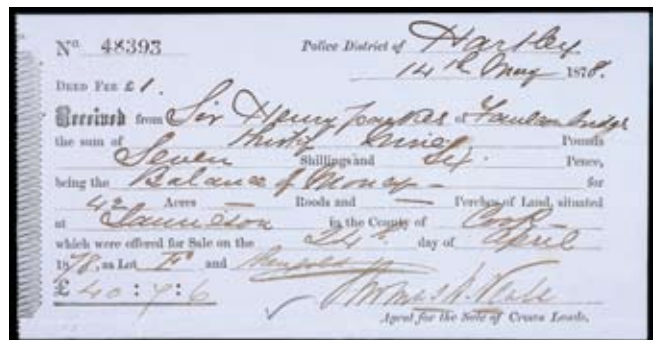 No. 48393 Police District of Hartley
14th May 1878.
DEED FEE £1.
Received from Sir Henry Parkes of Faulconbridge
the sum of thirty nine Pounds
Seven Shillings and Six Pence,
being the Balance of Money — for
42 Acres — Roods and — Perches of Land, situated
at in the County of Cook
which were offered for Sale on the 24th day of April
1878, as Lot and
£ 40 : 7 : 6
Agent for the Sale of Crown Lands.